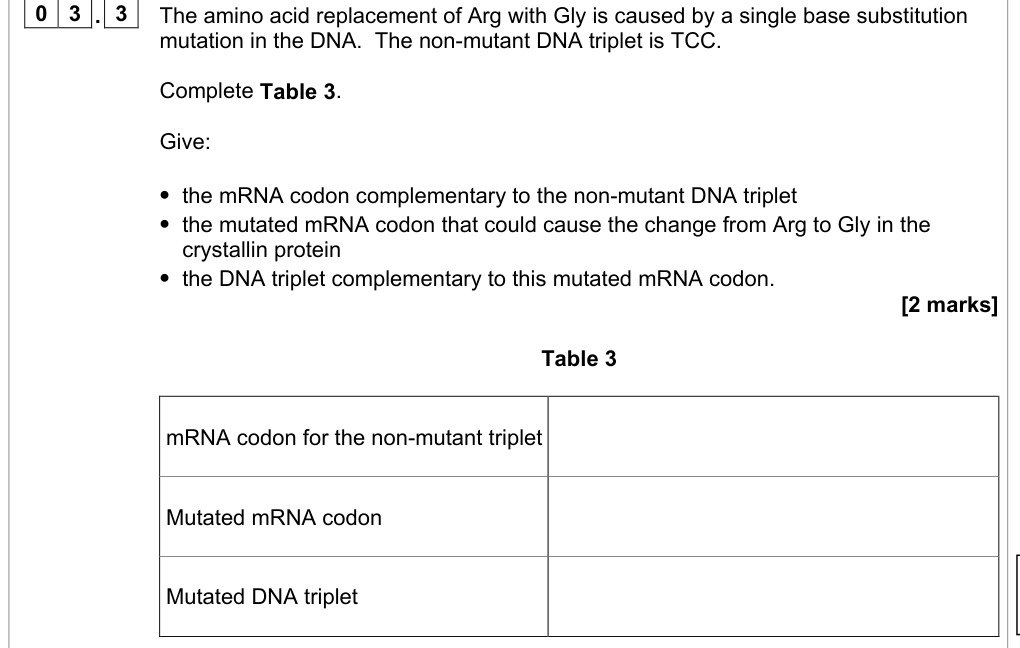 0 3 . 3 The amino acid replacement of Arg with Gly is caused by a single base substitution
mutation in the DNA. The non-mutant DNA triplet is TCC.
Complete Table 3.
Give:
• the mRNA codon complementary to the non-mutant DNA triplet
• the mutated mRNA codon that could cause the change from Arg to Gly in the
crystallin protein
• the DNA triplet complementary to this mutated mRNA codon.
[2 marks]
Table 3
mRNA codon for the non-mutant triplet
Mutated mRNA codon
Mutated DNA triplet